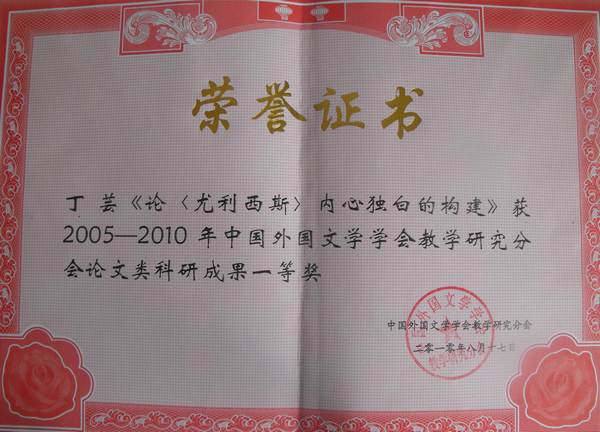 荣誉证书
丁芸《论〈尤利西斯〉内心独白的构建》获
2005—2010年中国外国文学学会教学研究分
会论文类科研成果一等奖
中国外国文学学会教学研究分会
二零一零年八月十七日